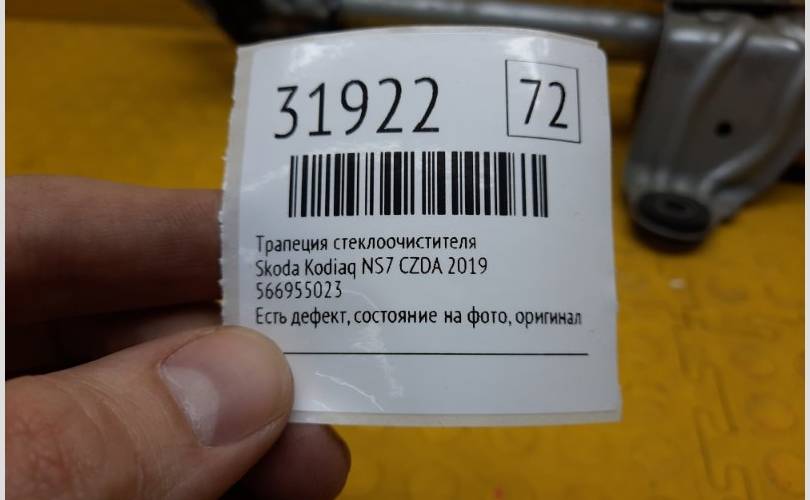 31922 72
Трапеция стеклоочистителя
Skoda Kodiaq NS7 CZDA 2019
566955023
Есть дефект, состояние на фото, оригинал